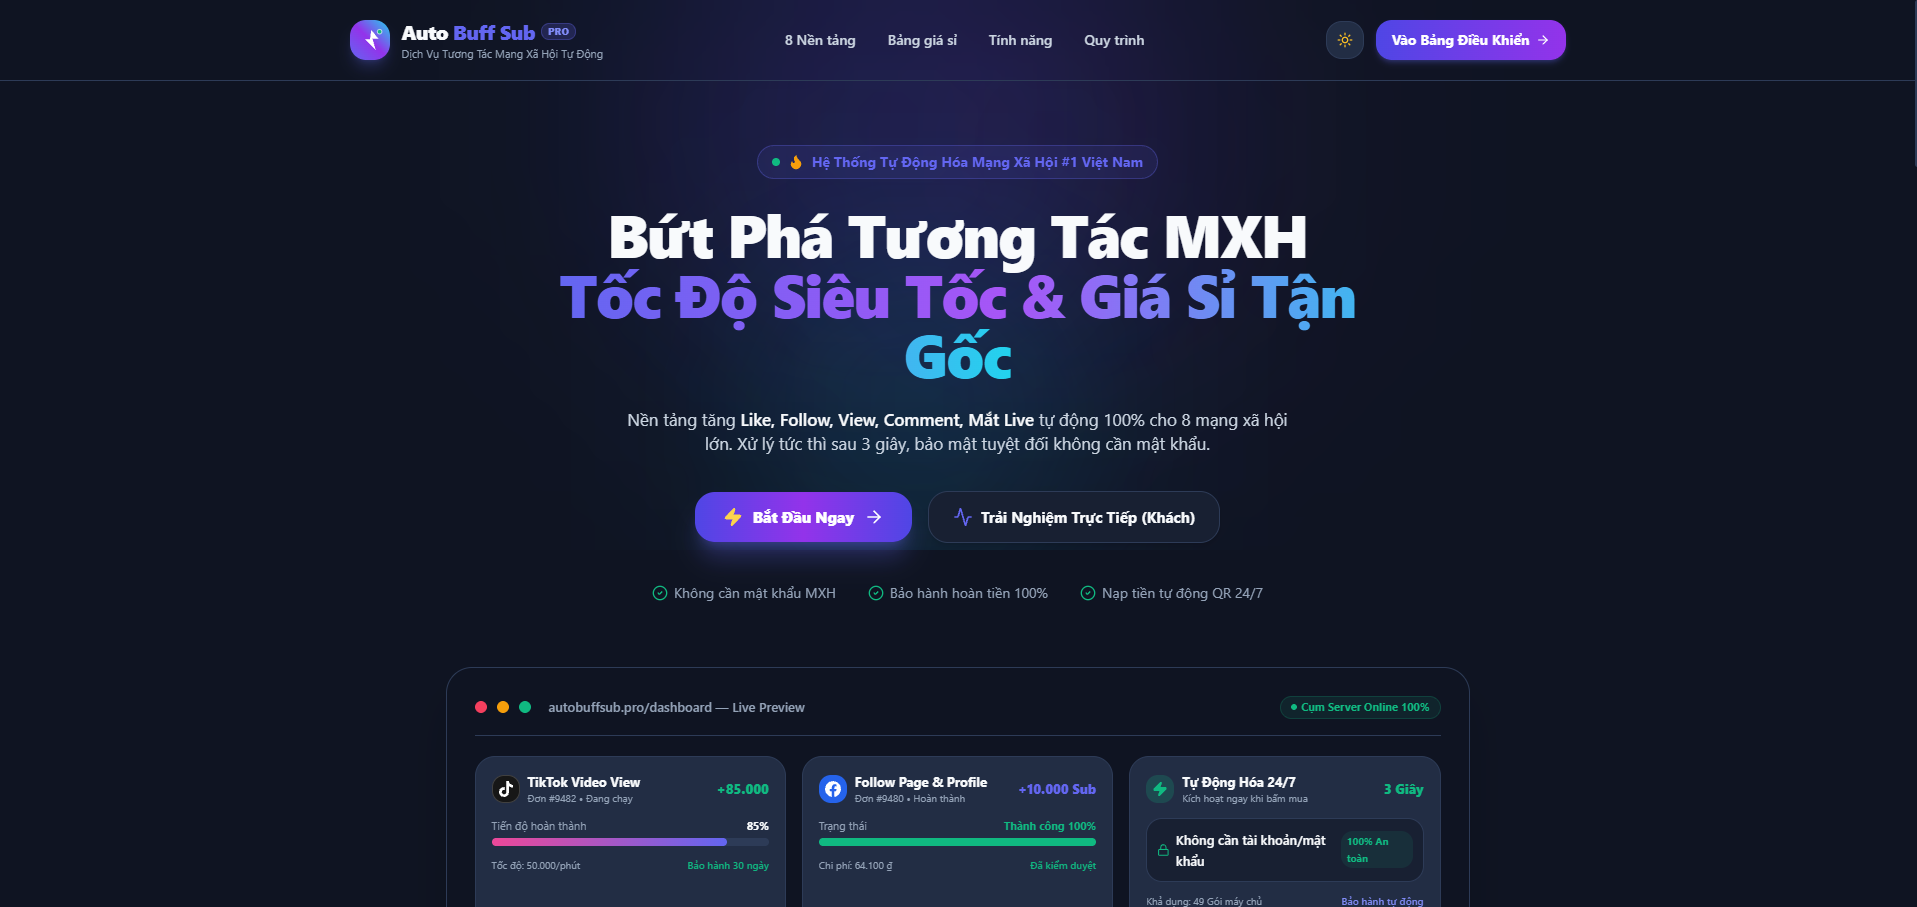 Auto Buff Sub PRO
Dịch Vụ Tương Tác Mạng Xã Hội Tự Động
8 Nền tảng
Bảng giá sỉ
Tính năng
Quy trình
Vào Bảng Điều Khiển
Hệ Thống Tự Động Hóa Mạng Xã Hội #1 Việt Nam
Bứt Phá Tương Tác MXH
Tốc Độ Siêu Tốc & Giá Sỉ Tận
Gốc
Nền tảng tăng Like, Follow, View, Comment, Mắt Live tự động 100% cho 8 mạng xã hội
lớn. Xử lý tức thì sau 3 giây, bảo mật tuyệt đối không cần mật khẩu.
Bắt Đầu Ngay
Trải Nghiệm Trực Tiếp (Khách)
Không cần mật khẩu MXH
Bảo hành hoàn tiền 100%
Nạp tiền tự động QR 24/7
autobuffsub.pro/dashboard — Live Preview
Cụm Server Online 100%
TikTok Video View
Đơn #9482 • Đang chạy
+85.000
Tiến độ hoàn thành
85%
Tốc độ: 50.000/phút
Bảo hành 30 ngày
Follow Page & Profile
Đơn #9480 • Hoàn thành
+10.000 Sub
Trạng thái
Thành công 100%
Chi phí: 64.100 ₫
Đã kiểm duyệt
Tự Động Hóa 24/7
Kích hoạt ngay khi bấm mua
3 Giây
Không cần tài khoản/mật
khẩu
100% An
toàn
Khả dụng: 49 Gói máy chủ
Bảo hành tự động